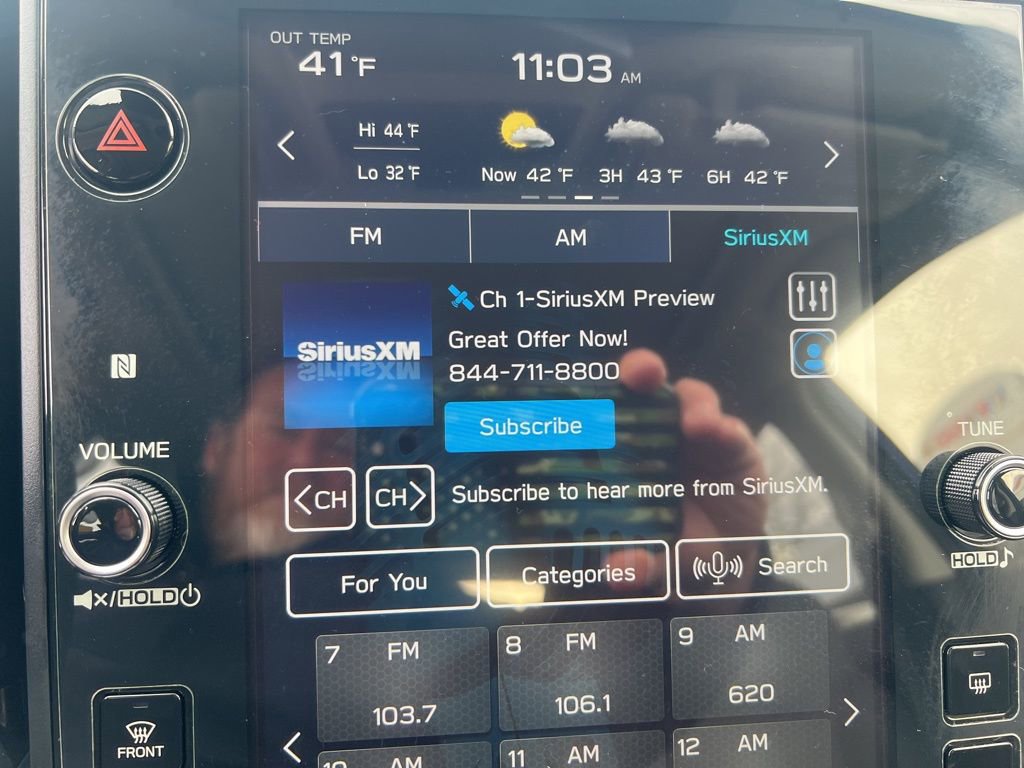 OUT TEMP
41°F
11:03 AM
Hi 44°F
Lo 32°F
Now 42 °F
3H 43 °F
6H 42 °F
FM
AM
SiriusXM
Ch 1-SiriusXM Preview
SiriusXM
Great Offer Now!
844-711-8800
Subscribe
VOLUME
TUNE
<CH
CH>
Subscribe to hear more from SiriusXM.
HOLD
For You
Categories
Search
/HOLD
7 FM
103.7
8 FM
106.1
9 AM
620
FRONT
10 AM
11 AM
12 AM